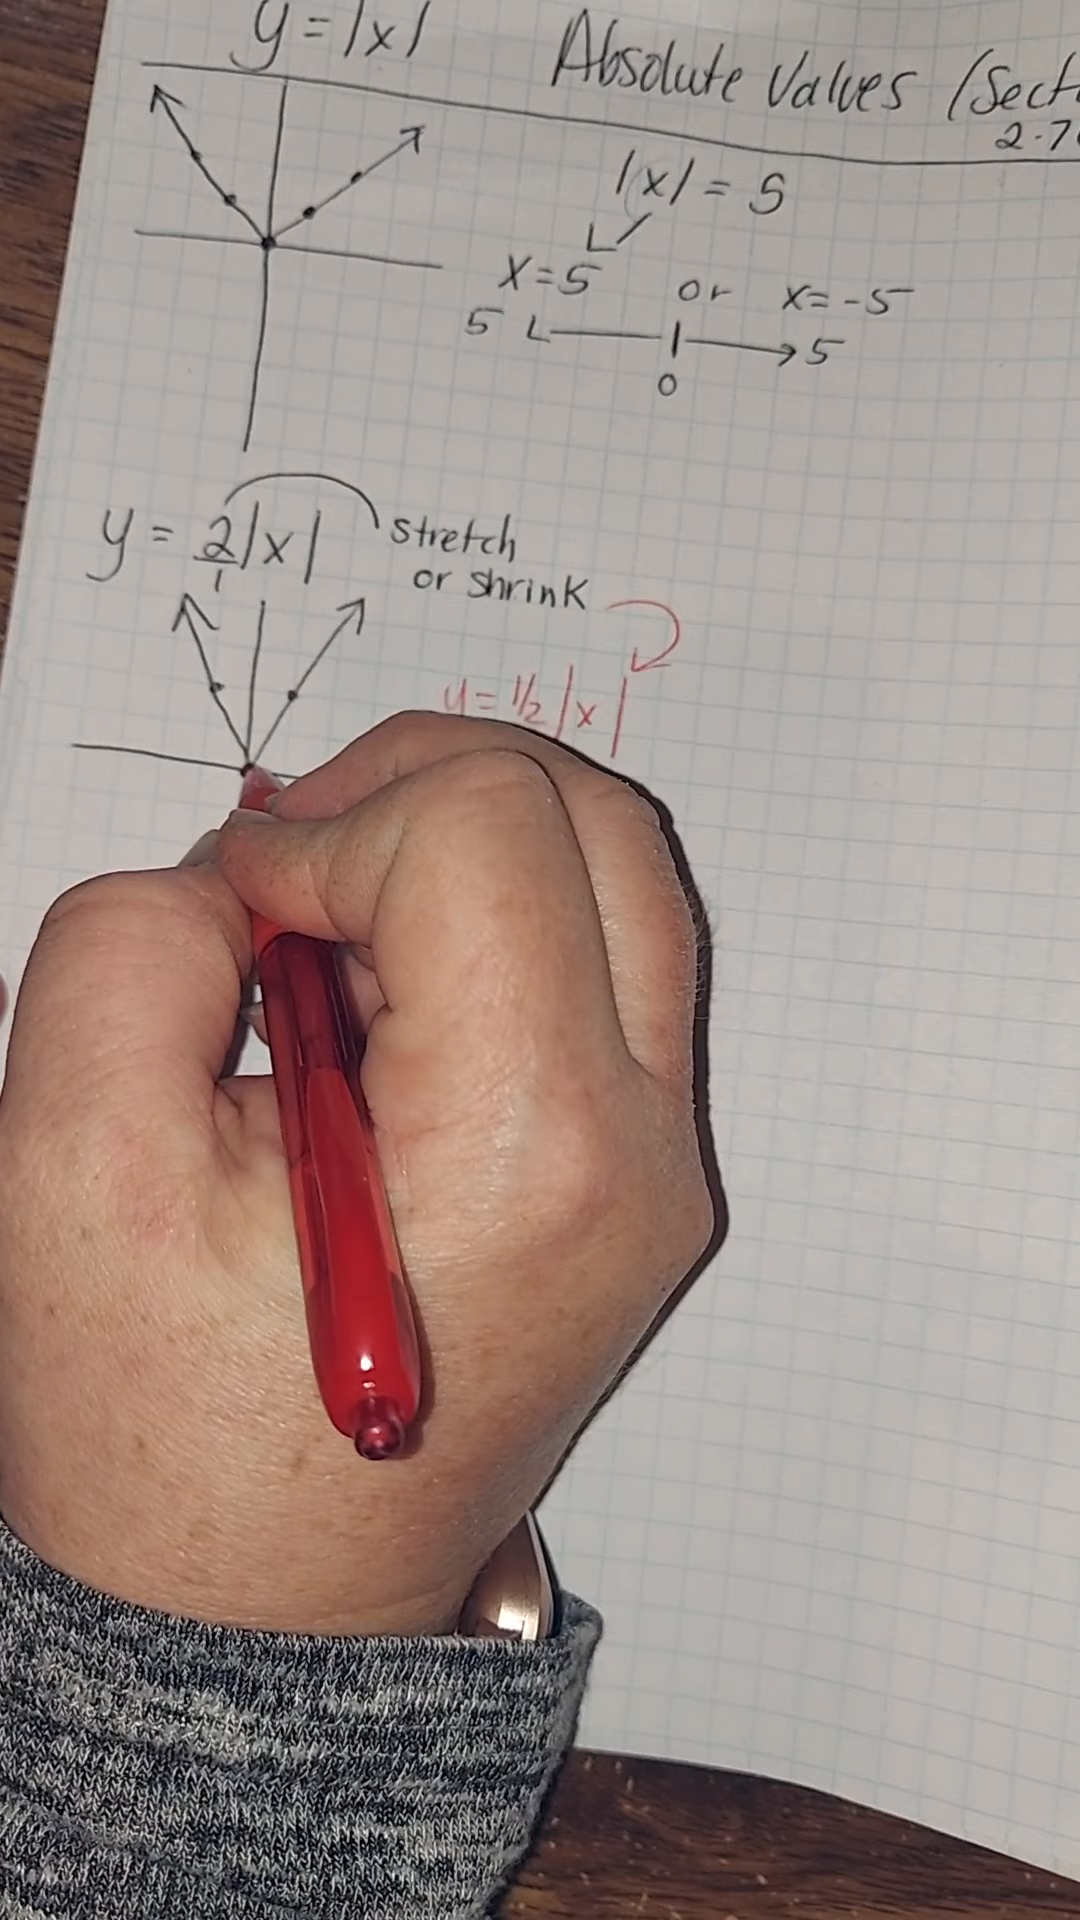 y = |x|
Absolute Values (Sect
2.7
|x| = 5
x = 5 or x = -5
5 5
0
y = 2/1 |x| stretch
or shrink
y = 1/2 |x|